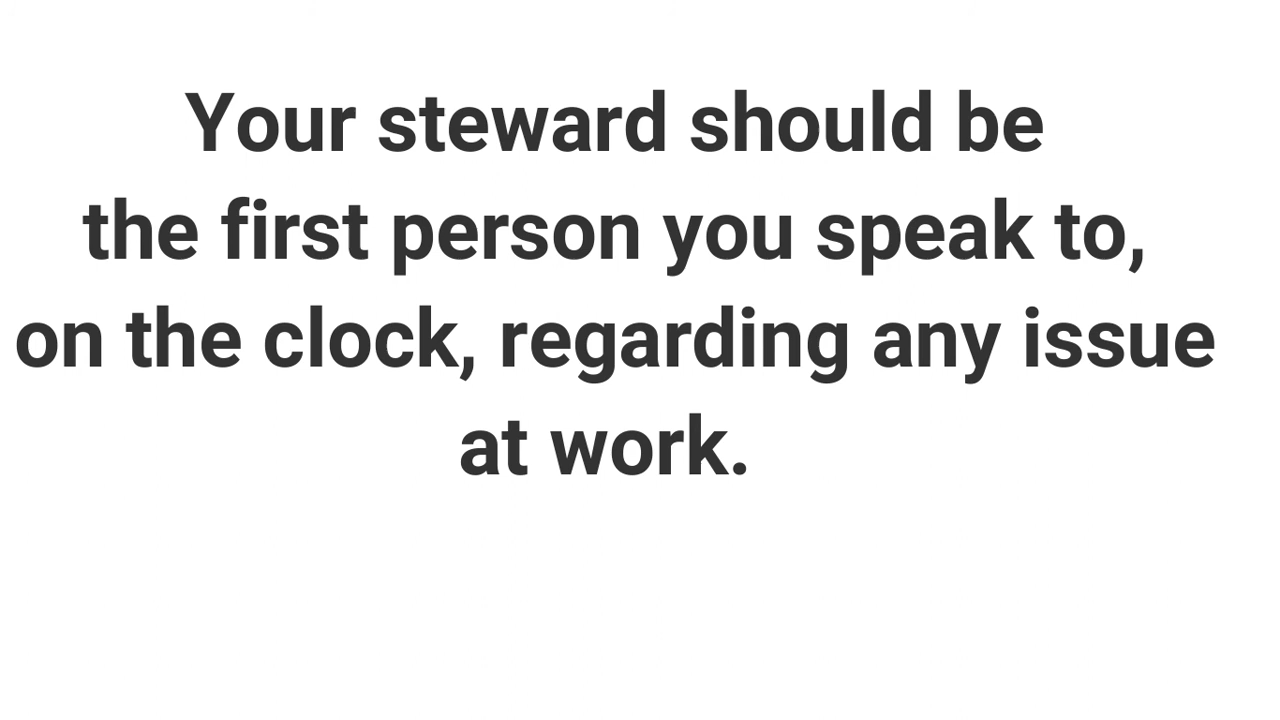 Your steward should be
the first person you speak to,
on the clock, regarding any issue
at work.